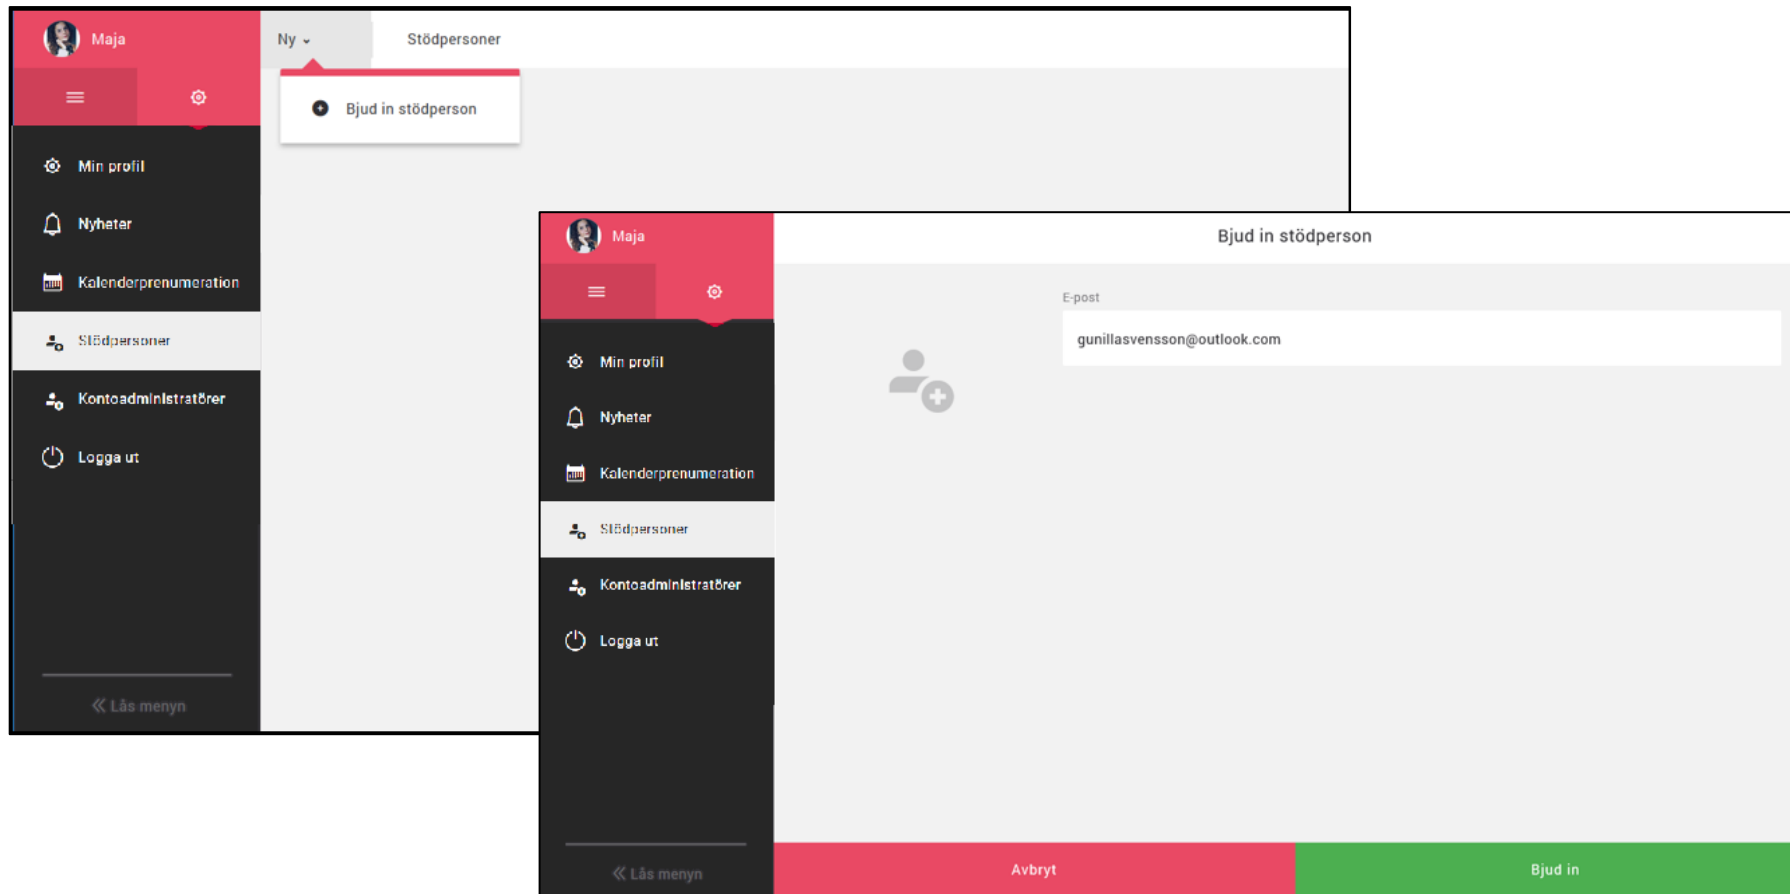 Maja
Ny
Stödpersoner
Bjud in stödperson
Min profil
Nyheter
Kalenderprenumeration
Stödpersoner
Kontoadministratörer
Logga ut
Lås menyn
Maja
Bjud in stödperson
E-post
gunillasvensson@outlook.com
Min profil
Nyheter
Kalenderprenumeration
Stödpersoner
Kontoadministratörer
Logga ut
Lås menyn
Avbryt
Bjud in